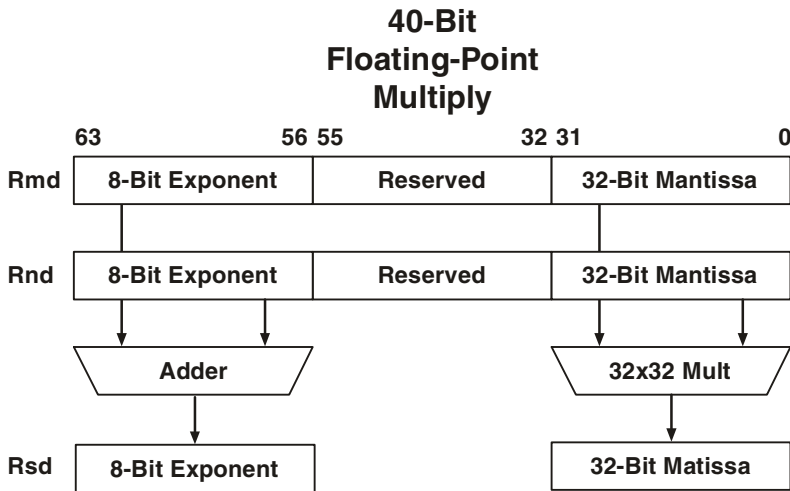 40-Bit
Floating-Point
Multiply
63 56 55 32 31 0
Rmd 8-Bit Exponent Reserved 32-Bit Mantissa
Rnd 8-Bit Exponent Reserved 32-Bit Mantissa
Adder 32x32 Mult
Rsd 8-Bit Exponent 32-Bit Matissa